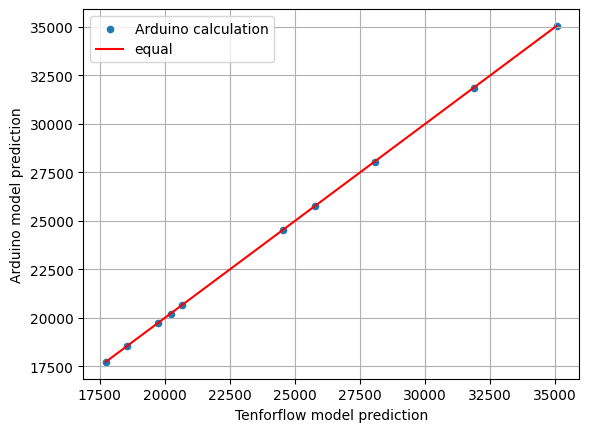 Arduino calculation
equal
35000
32500
30000
27500
25000
22500
20000
17500
Arduino model prediction
17500 20000 22500 25000 27500 30000 32500 35000
Tenforflow model prediction